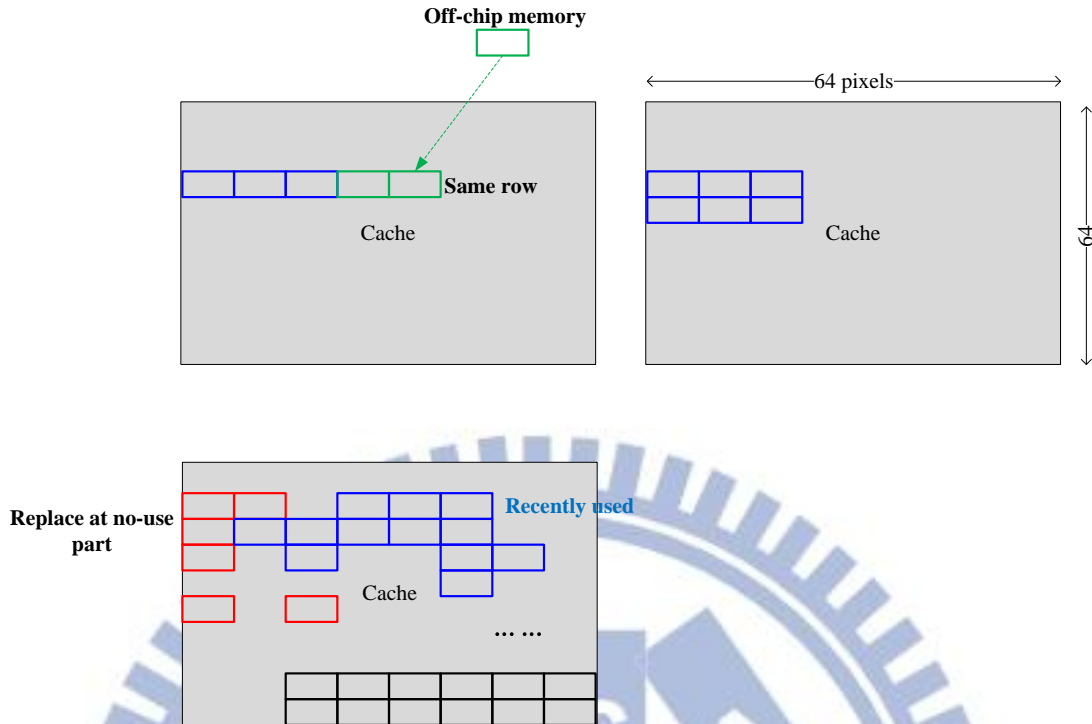 Off-chip memory
64 pixels
Same row
Cache
Cache
64
Replace at no-use
part
Recently used
Cache
... ...